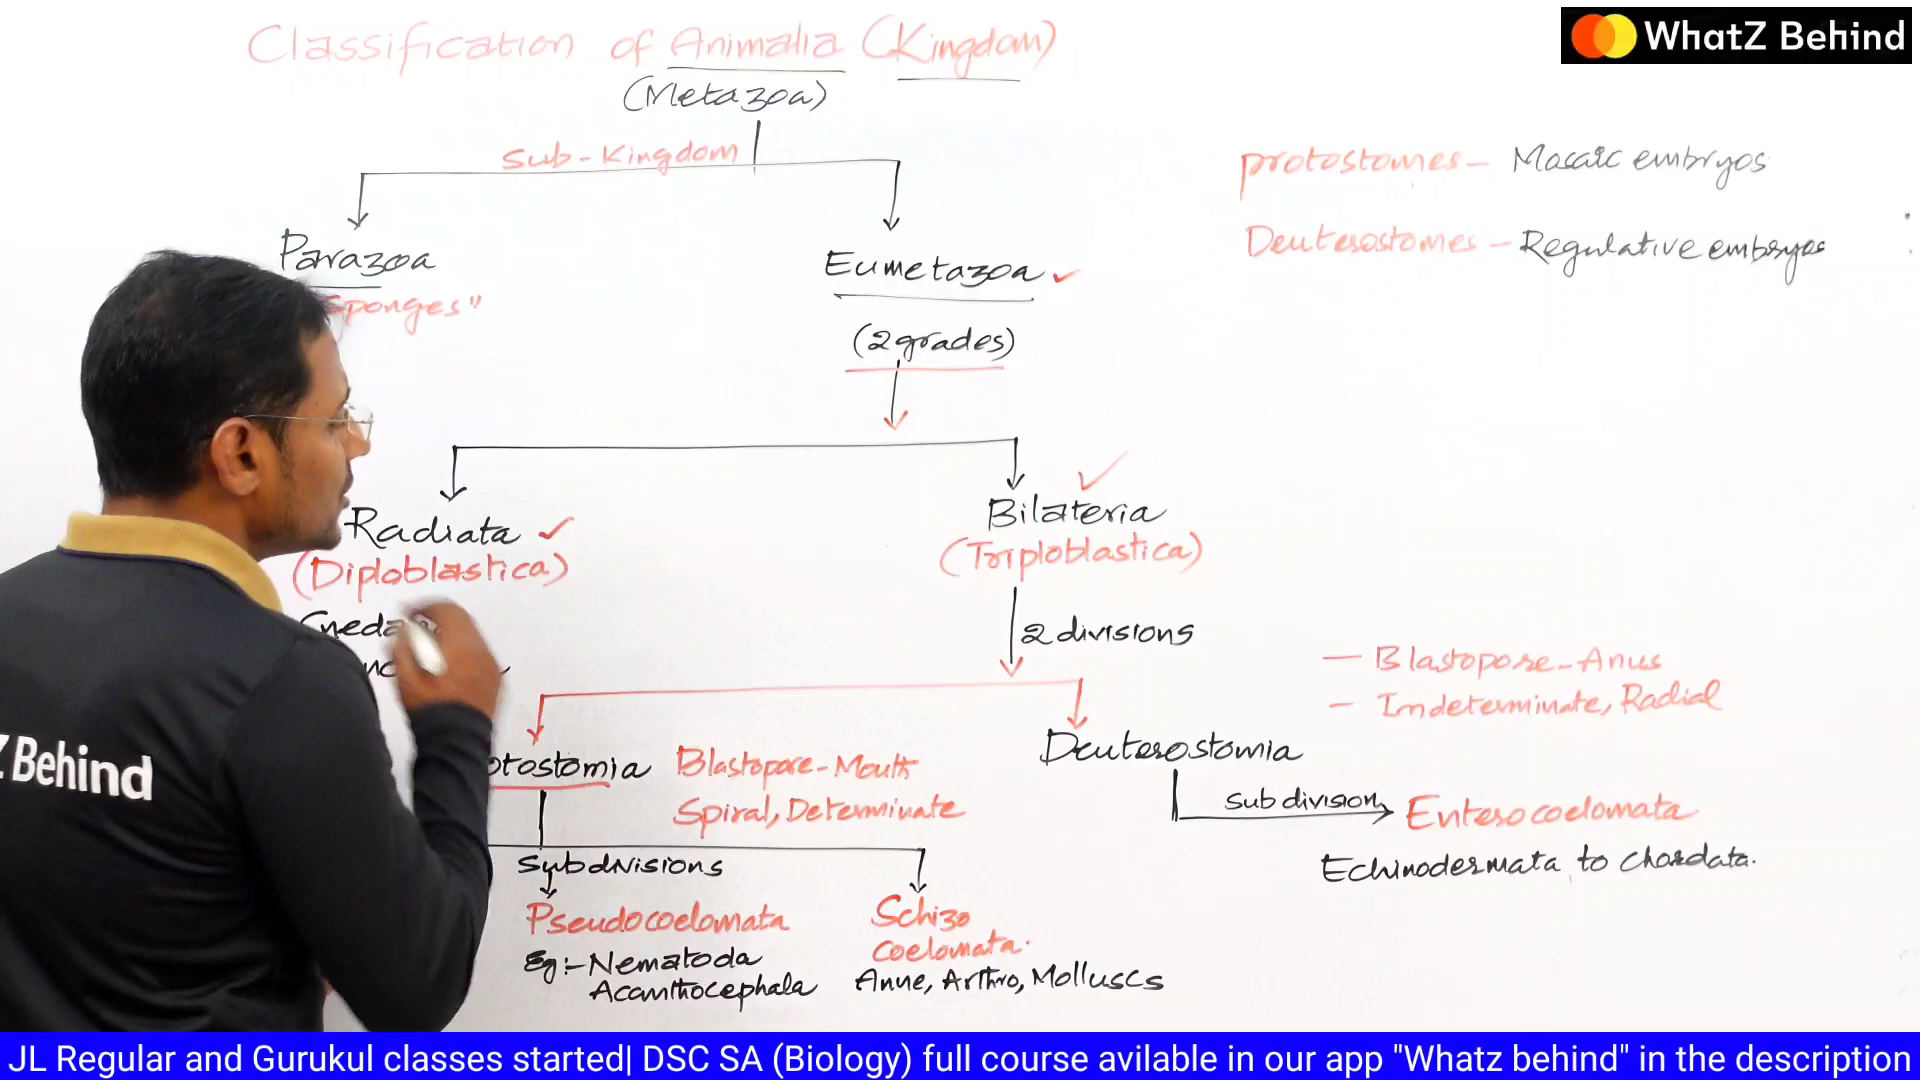 WhatZ Behind
Classification of Animalia (Kingdom)
(Metazoa)
Sub-Kingdom
Parazoa
Sponges"
Eumetazoa
(2 grades)
protostomes - Mosaic embryos
Deuterostomes - Regulative embryos
Radiata
(Diploblastica)
Bilateria
(Triploblastica)
2 divisions
Protostomia
Blastopore - Mouth
Spiral, Determinate
Deuterostomia
- Blastopore - Anus
- Indeterminate, Radial
sub division
Enterocoelomata
Echinodermata to Chordata.
Subdivisions
Pseudocoelomata
Eg :- Nematoda
Acanthocephala
Schizo
Coelomata.
Anne, Arthro, Molluscs
Z Behind
JL Regular and Gurukul classes started| DSC SA (Biology) full course avilable in our app "Whatz behind" in the description